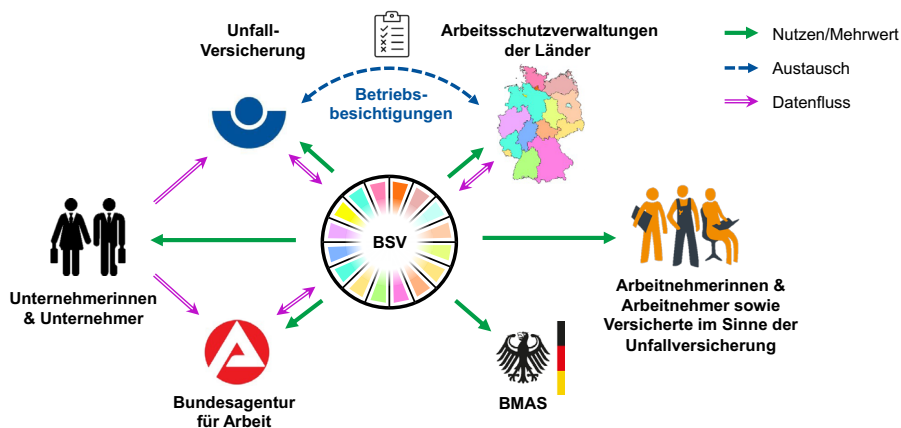 Unfall-
Versicherung
Arbeitsschutzverwaltungen
der Länder
Nutzen/Mehrwert
Austausch
Datenfluss
Betriebs-
besichtigungen
BSV
Unternehmerinnen
& Unternehmer
Arbeitnehmerinnen &
Arbeitnehmer sowie
Versicherte im Sinne der
Unfallversicherung
Bundesagentur
für Arbeit
BMAS